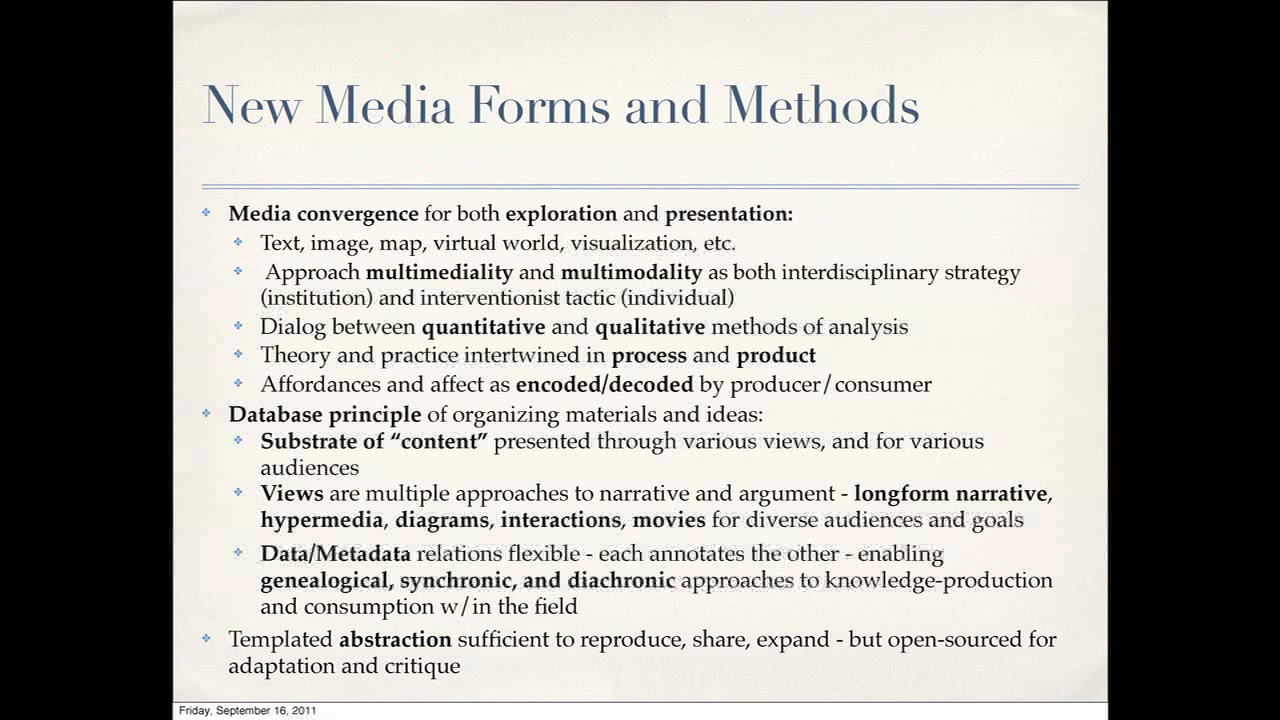 New Media Forms and Methods
Media convergence for both exploration and presentation:
Text, image, map, virtual world, visualization, etc.
Approach multimediality and multimodality as both interdisciplinary strategy
(institution) and interventionist tactic (individual)
Dialog between quantitative and qualitative methods of analysis
Theory and practice intertwined in process and product
Affordances and affect as encoded/decoded by producer/consumer
Database principle of organizing materials and ideas:
Substrate of “content” presented through various views, and for various
audiences
Views are multiple approaches to narrative and argument - longform narrative,
hypermedia, diagrams, interactions, movies for diverse audiences and goals
Data/Metadata relations flexible - each annotates the other - enabling
genealogical, synchronic, and diachronic approaches to knowledge-production
and consumption w/in the field
Templated abstraction sufficient to reproduce, share, expand - but open-sourced for
adaptation and critique
Friday, September 16, 2011